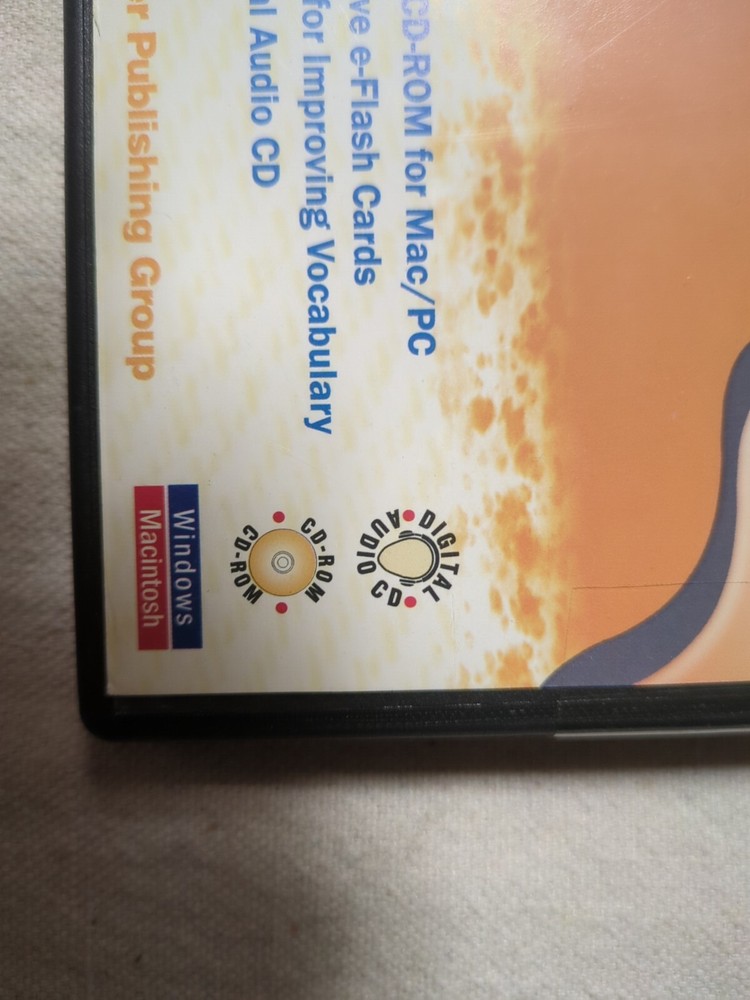 CD-ROM for Mac/PC
ve e-Flash Cards
for Improving Vocabulary
al Audio CD
er Publishing Group
DIGITAL
AUDIO CD
CD-ROM
CD-ROM
Windows
Macintosh